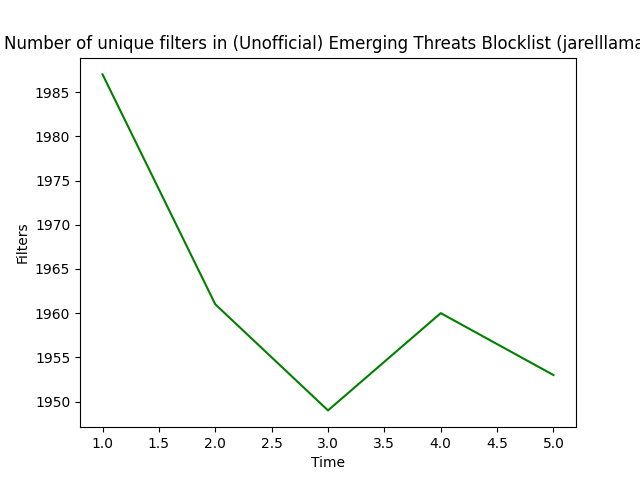 Number of unique filters in (Unofficial) Emerging Threats Blocklist (jarelllama
1985
1980
1975
1970
1965
1960
1955
1950
Filters
1.0 1.5 2.0 2.5 3.0 3.5 4.0 4.5 5.0
Time